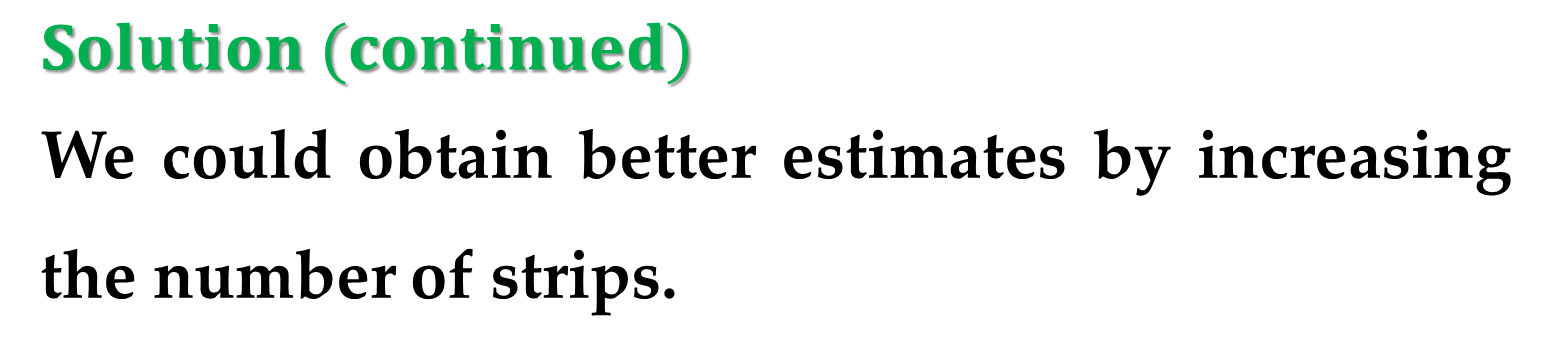 Solution (continued)
We could obtain better estimates by increasing
the number of strips.